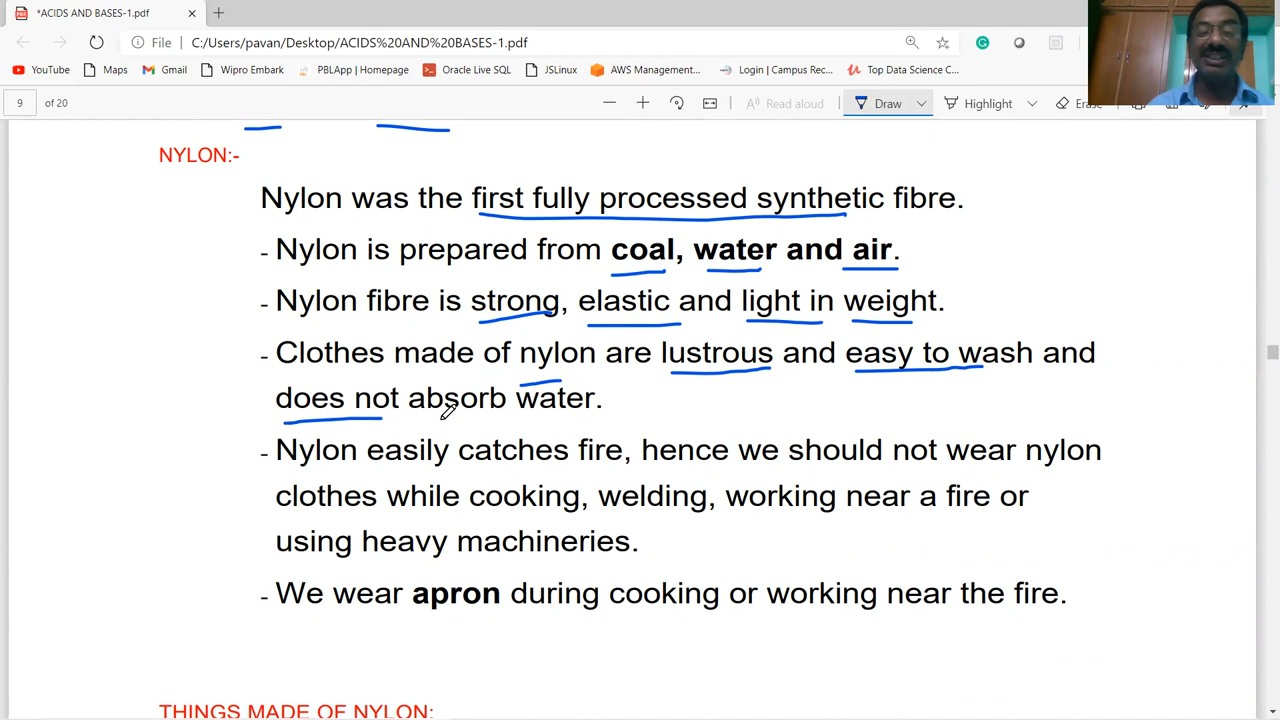 *ACIDS AND BASES-1.pdf
File C:/Users/pavan/Desktop/ACIDS%20AND%20BASES-1.pdf
YouTube Maps Gmail Wipro Embark PBLApp | Homepage Oracle Live SQL JSLinux AWS Management... Login | Campus Rec... Top Data Science C...
9 of 20 Read aloud Draw Highlight Erase
NYLON:-
Nylon was the first fully processed synthetic fibre.
- Nylon is prepared from coal, water and air.
- Nylon fibre is strong, elastic and light in weight.
- Clothes made of nylon are lustrous and easy to wash and
does not absorb water.
- Nylon easily catches fire, hence we should not wear nylon
clothes while cooking, welding, working near a fire or
using heavy machineries.
- We wear apron during cooking or working near the fire.
THINGS MADE OF NYLON: